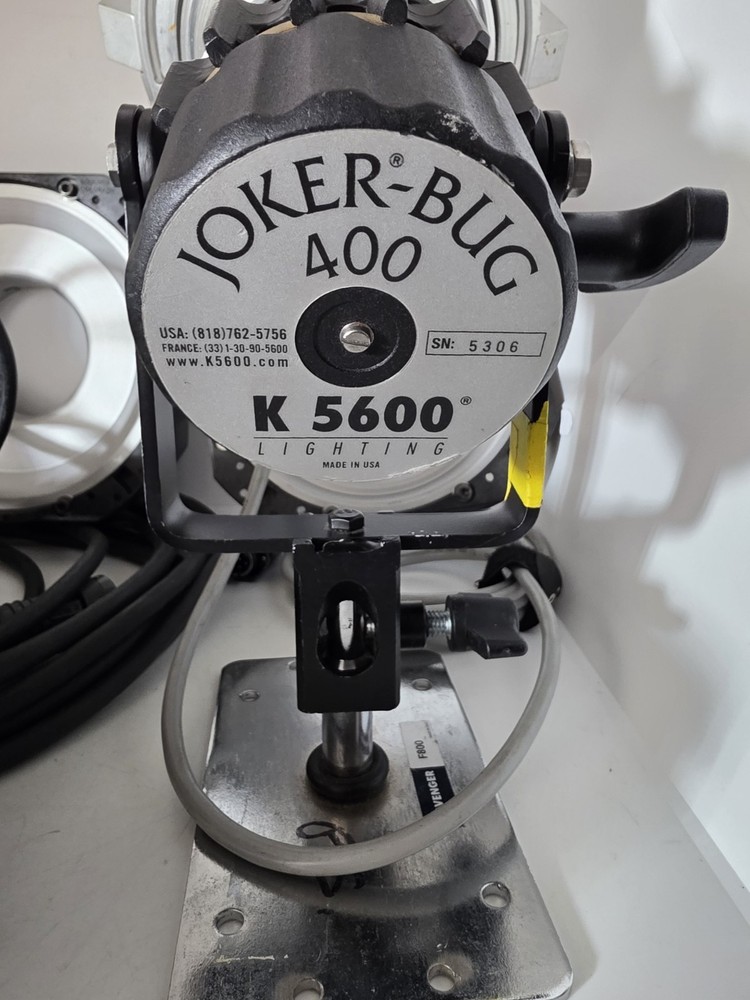 JOKER®-BUG
400
USA: (818)762-5756
FRANCE: (33) 1-30-90-5600
www.K5600.com
SN: 5306
K 5600®
LIGHTING
MADE IN USA
F800
VENGER